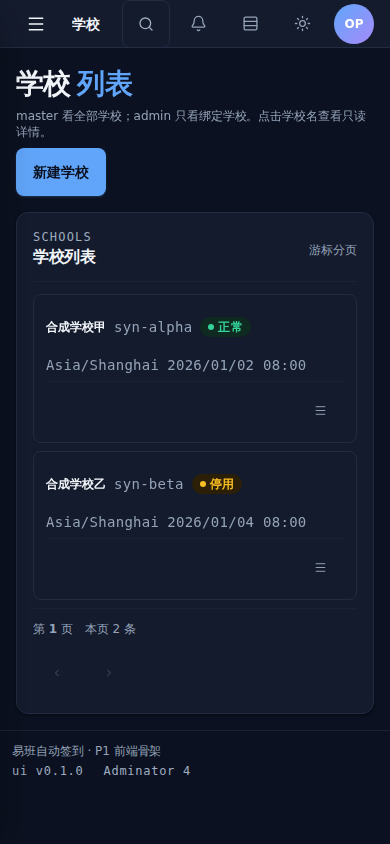 学校
OP
学校 列表
master 看全部学校；admin 只看绑定学校。点击学校名查看只读
详情。
新建学校
SCHOOLS
学校列表
游标分页
合成学校甲 syn-alpha 正常
Asia/Shanghai 2026/01/02 08:00
合成学校乙 syn-beta 停用
Asia/Shanghai 2026/01/04 08:00
第 1 页 本页 2 条
‹ ›
易班自动签到 · P1 前端骨架
ui v0.1.0 Adminator 4